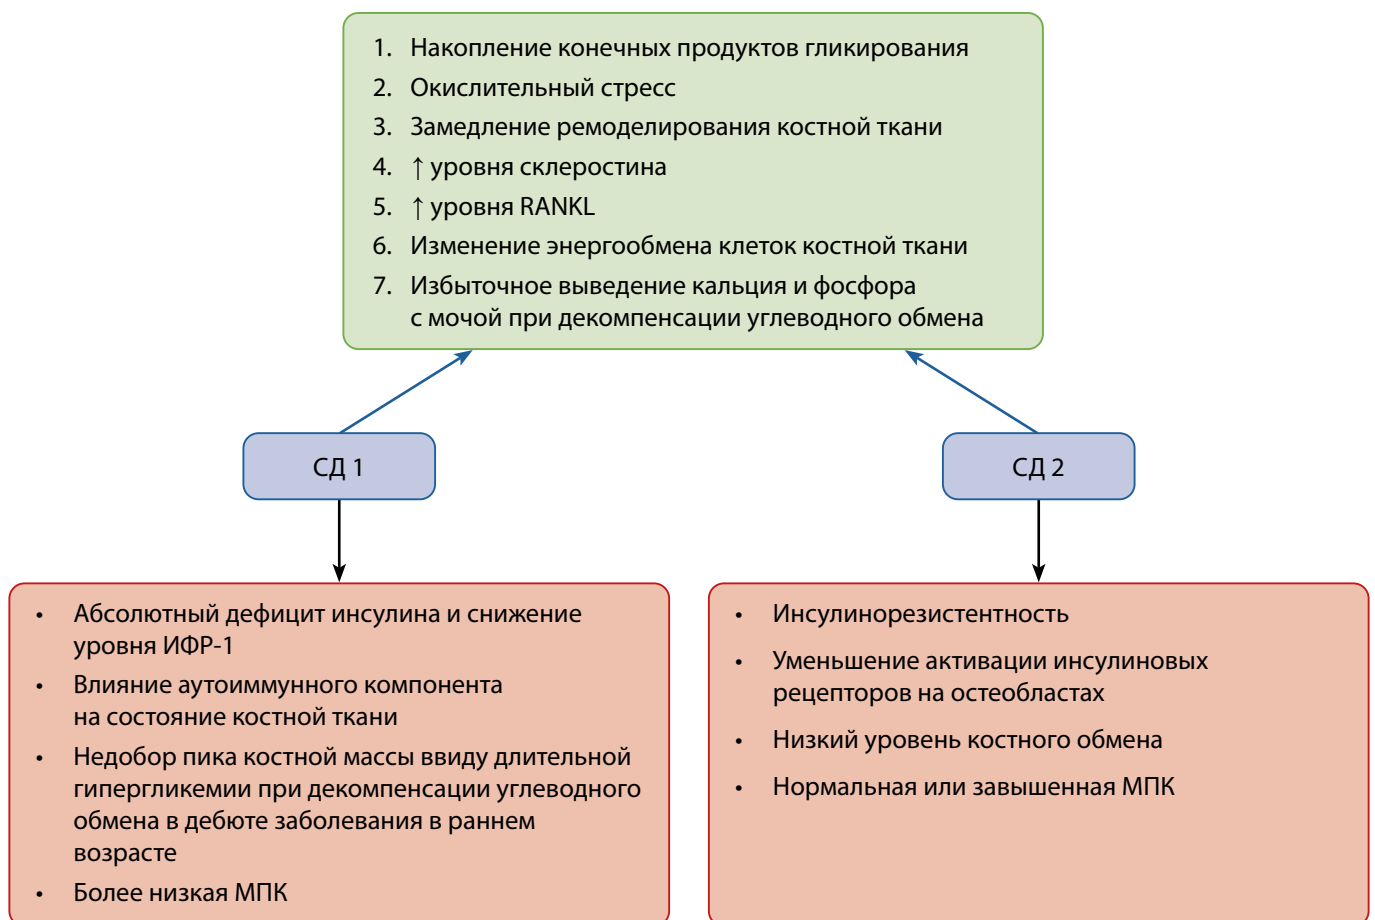 1. Накопление конечных продуктов гликирования
2. Окислительный стресс
3. Замедление ремоделирования костной ткани
4. ↑ уровня склеростина
5. ↑ уровня RANKL
6. Изменение энергообмена клеток костной ткани
7. Избыточное выведение кальция и фосфора
с мочой при декомпенсации углеводного обмена
СД 1
СД 2
• Абсолютный дефицит инсулина и снижение
уровня ИФР-1
• Влияние аутоиммунного компонента
на состояние костной ткани
• Недобор пика костной массы ввиду длительной
гипергликемии при декомпенсации углеводного
обмена в дебюте заболевания в раннем
возрасте
• Более низкая МПК
• Инсулинорезистентность
• Уменьшение активации инсулиновых
рецепторов на остеобластах
• Низкий уровень костного обмена
• Нормальная или завышенная МПК